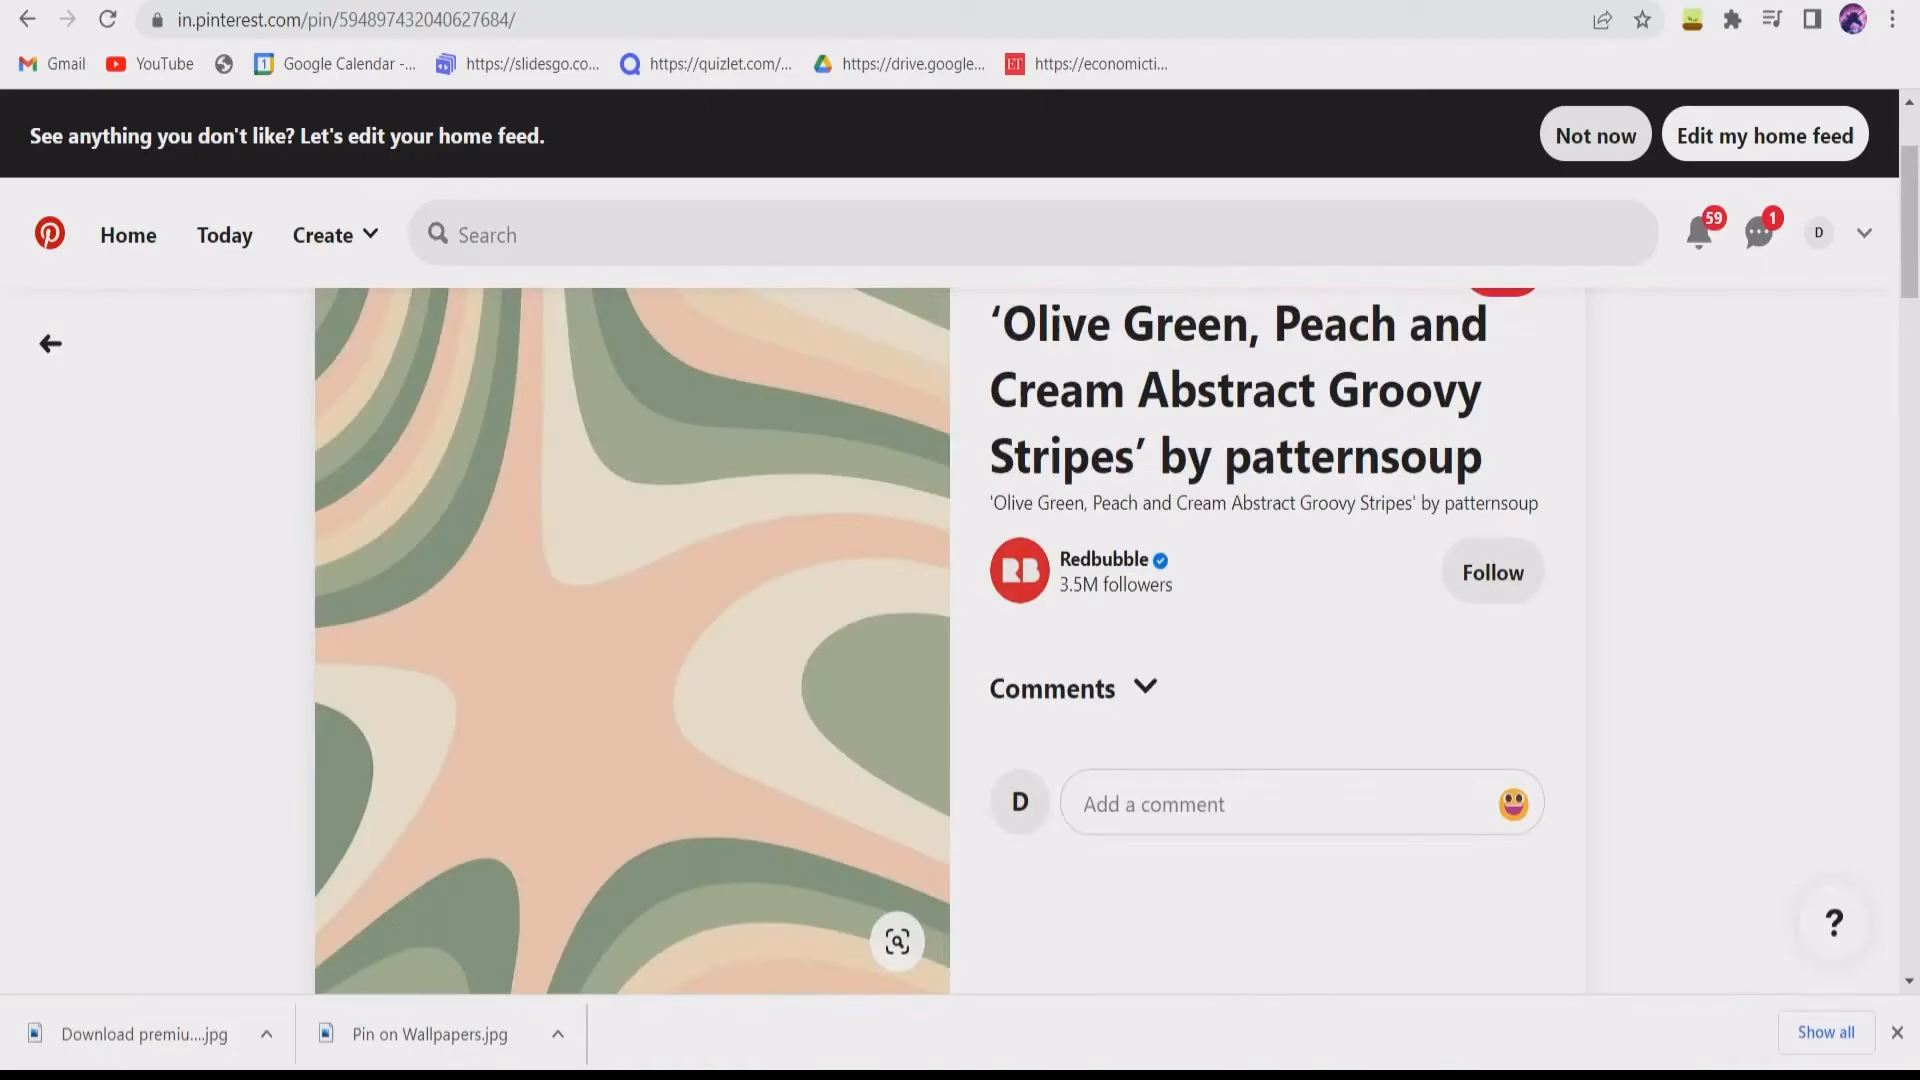 in.pinterest.com/pin/594897432040627684/
Gmail YouTube Google Calendar -... https://slidesgo.co... https://quizlet.com/... https://drive.google... ET https://economicti...
See anything you don't like? Let's edit your home feed.
Not now Edit my home feed
Home Today Create Search 59 1 D
‘Olive Green, Peach and
Cream Abstract Groovy
Stripes’ by patternsoup
'Olive Green, Peach and Cream Abstract Groovy Stripes' by patternsoup
RB Redbubble
3.5M followers
Follow
Comments
D Add a comment
?
Download premiu....jpg Pin on Wallpapers.jpg Show all